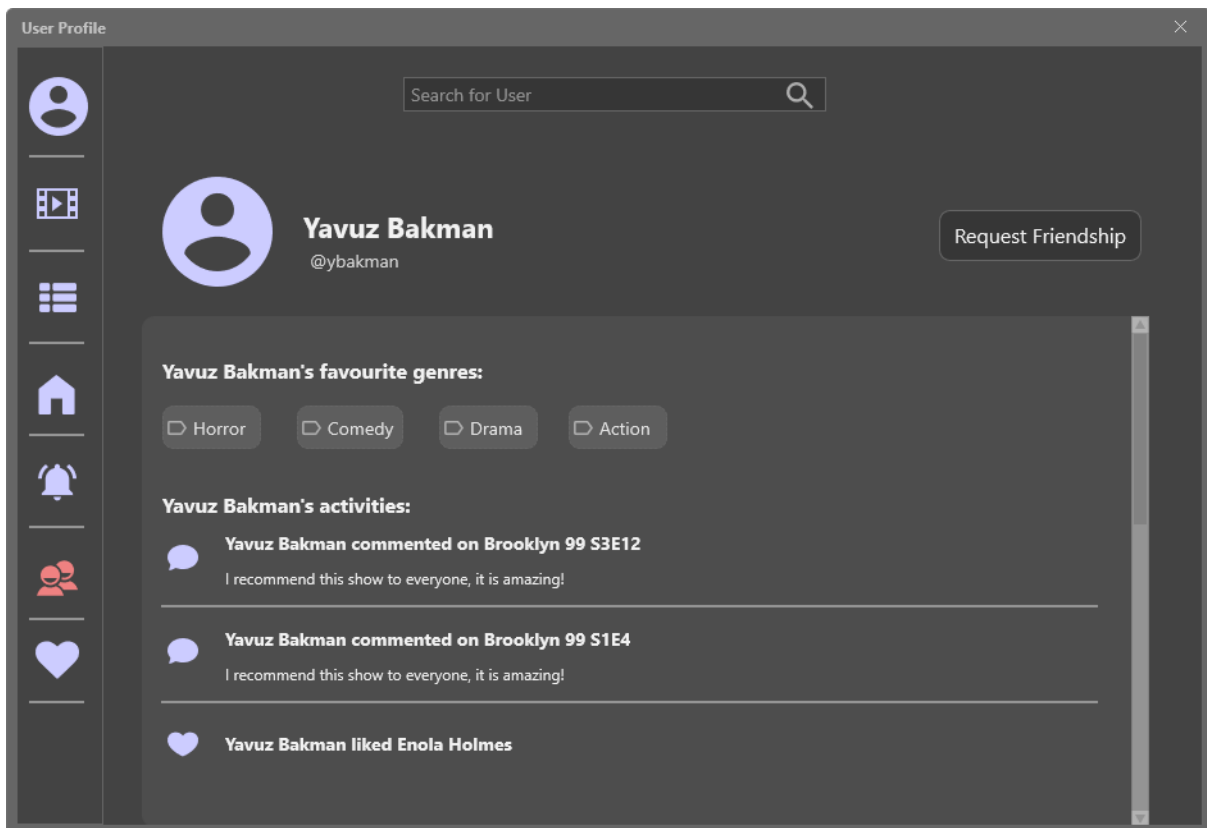 User Profile
Search for User
Yavuz Bakman
@ybakman
Request Friendship
Yavuz Bakman's favourite genres:
Horror Comedy Drama Action
Yavuz Bakman's activities:
Yavuz Bakman commented on Brooklyn 99 S3E12
I recommend this show to everyone, it is amazing!
Yavuz Bakman commented on Brooklyn 99 S1E4
I recommend this show to everyone, it is amazing!
Yavuz Bakman liked Enola Holmes